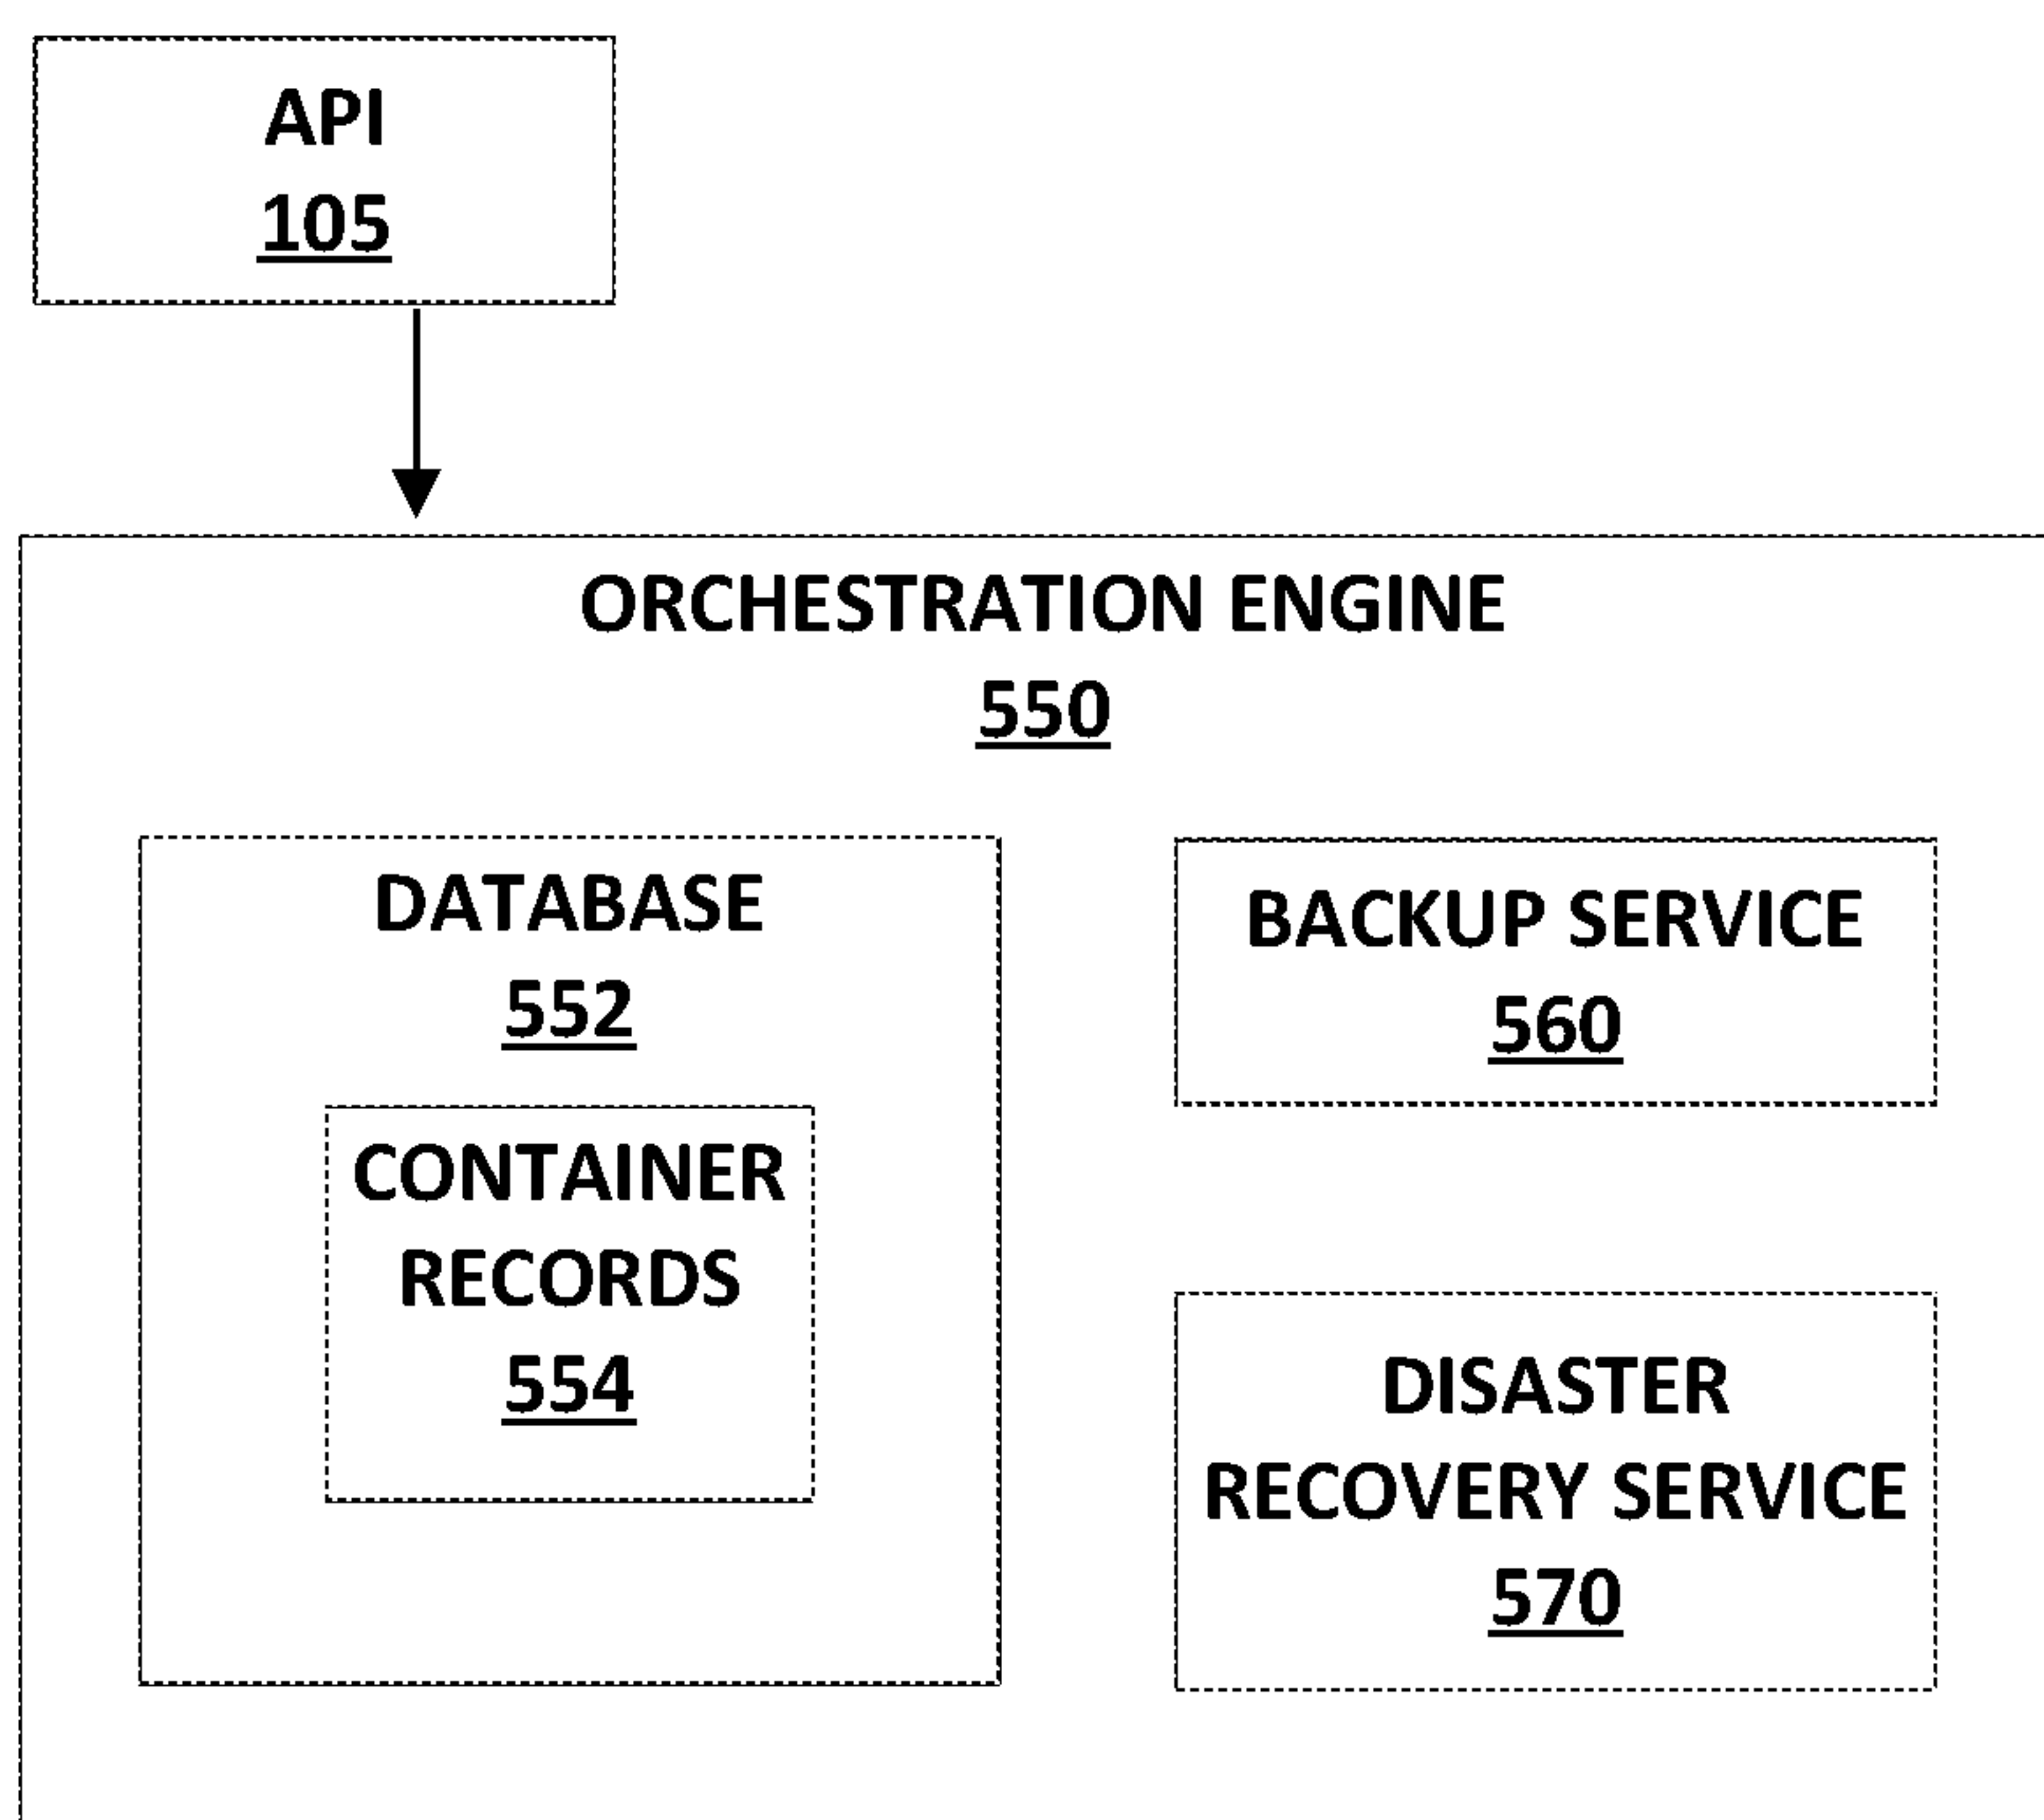 API
105
ORCHESTRATION ENGINE
550
DATABASE
552
CONTAINER
RECORDS
554
BACKUP SERVICE
560
DISASTER
RECOVERY SERVICE
570